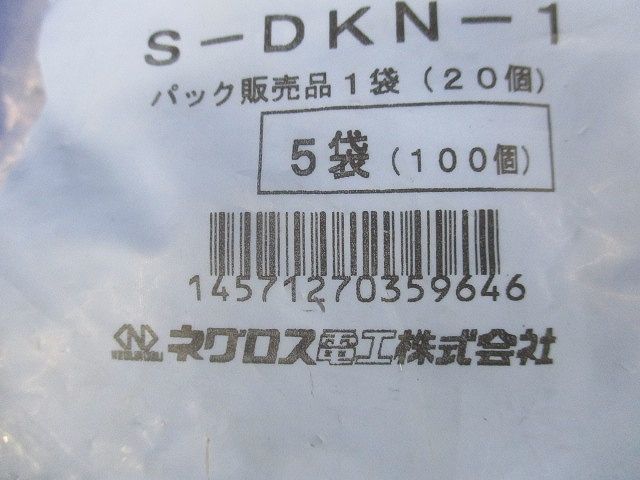 S-DKN-1
パック販売品1袋(20個)
5袋(100個)
14571270359646
ネグロス電工株式会社